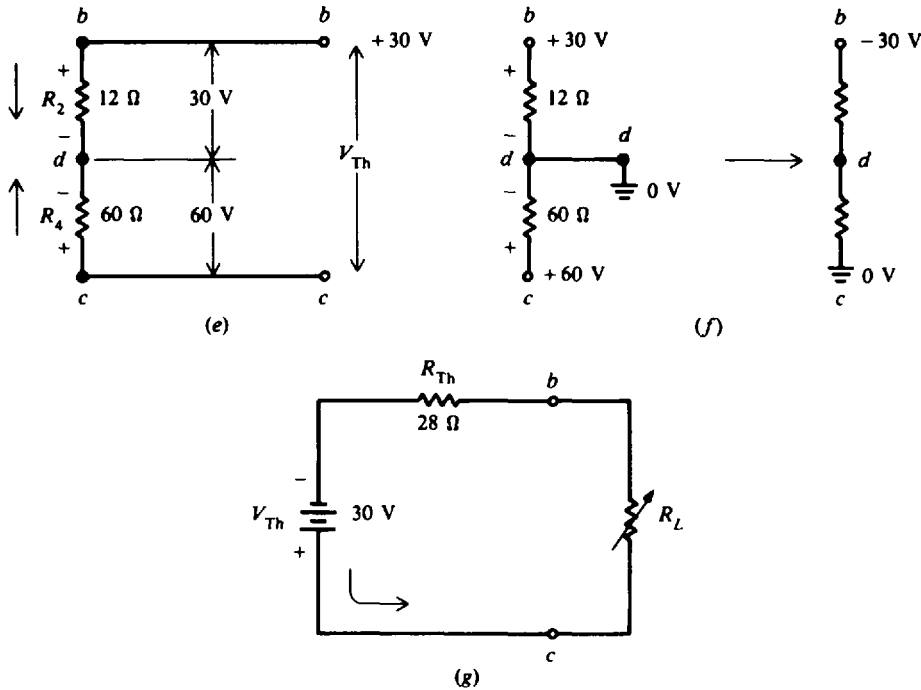 b b
+ 30 V
+
R2 12 Ω 30 V
−
d
VTh
−
R4 60 Ω 60 V
+
c c
(e)
b
+ 30 V
+
12 Ω
−
d d
0 V
−
60 Ω
+
+ 60 V
c
b
− 30 V
d
0 V
c
(f)
RTh
28 Ω
b
−
VTh 30 V
+
RL
c
(g)